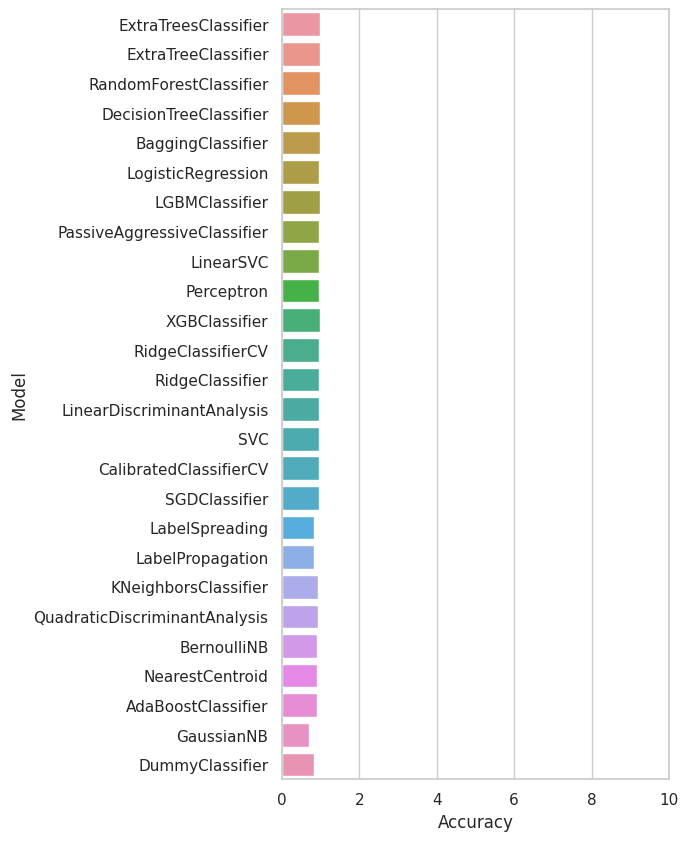 ExtraTreesClassifier
ExtraTreeClassifier
RandomForestClassifier
DecisionTreeClassifier
BaggingClassifier
LogisticRegression
LGBMClassifier
PassiveAggressiveClassifier
LinearSVC
Perceptron
XGBClassifier
RidgeClassifierCV
RidgeClassifier
LinearDiscriminantAnalysis
SVC
CalibratedClassifierCV
SGDClassifier
LabelSpreading
LabelPropagation
KNeighborsClassifier
QuadraticDiscriminantAnalysis
BernoulliNB
NearestCentroid
AdaBoostClassifier
GaussianNB
DummyClassifier
Model
0 2 4 6 8 10
Accuracy